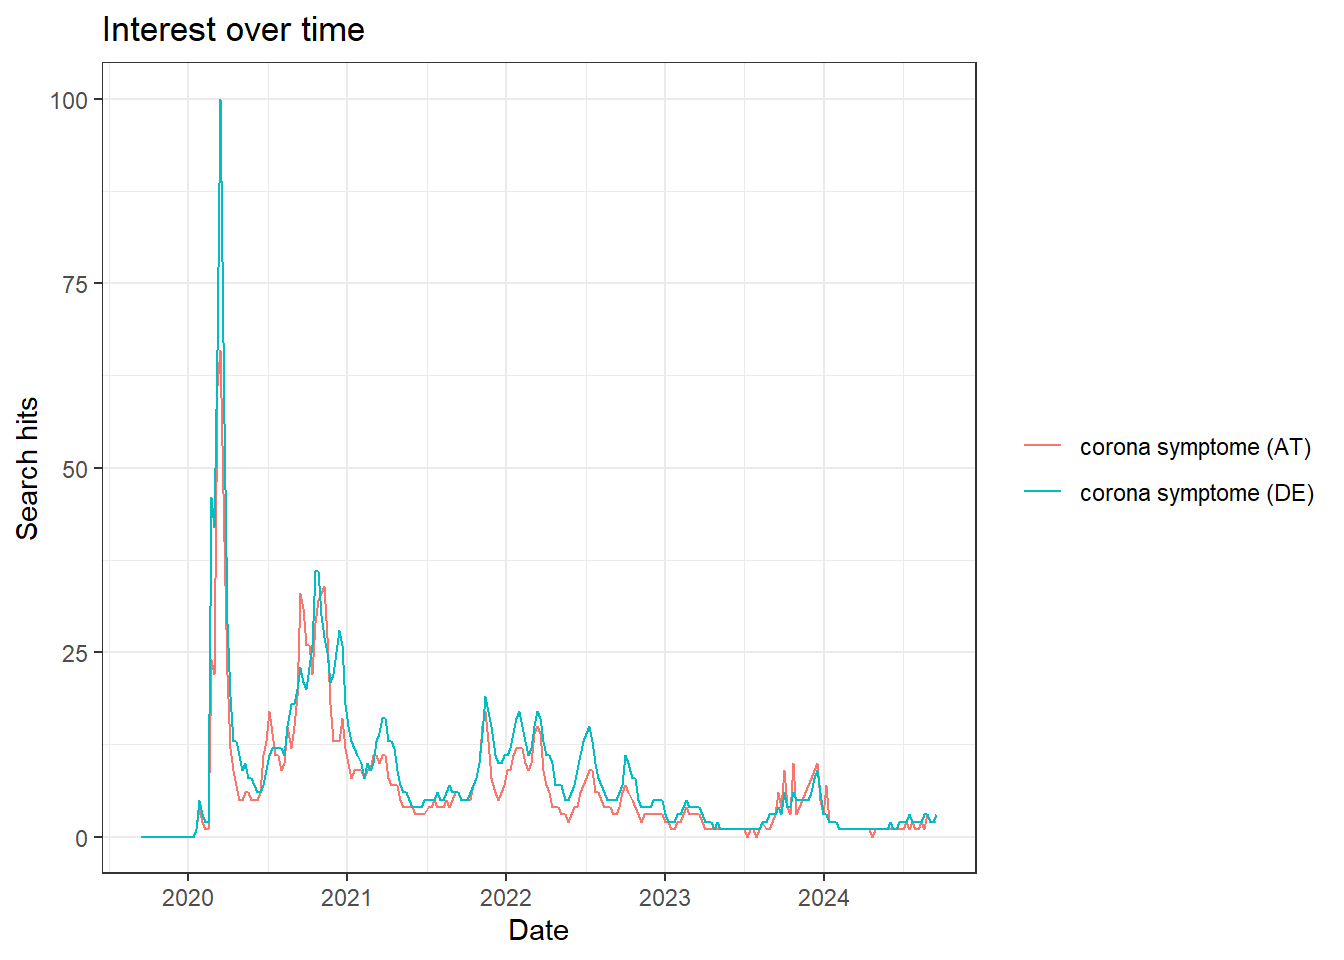 Interest over time
100
75
50
25
0
Search hits
2020 2021 2022 2023 2024
Date
corona symptome (AT)
corona symptome (DE)